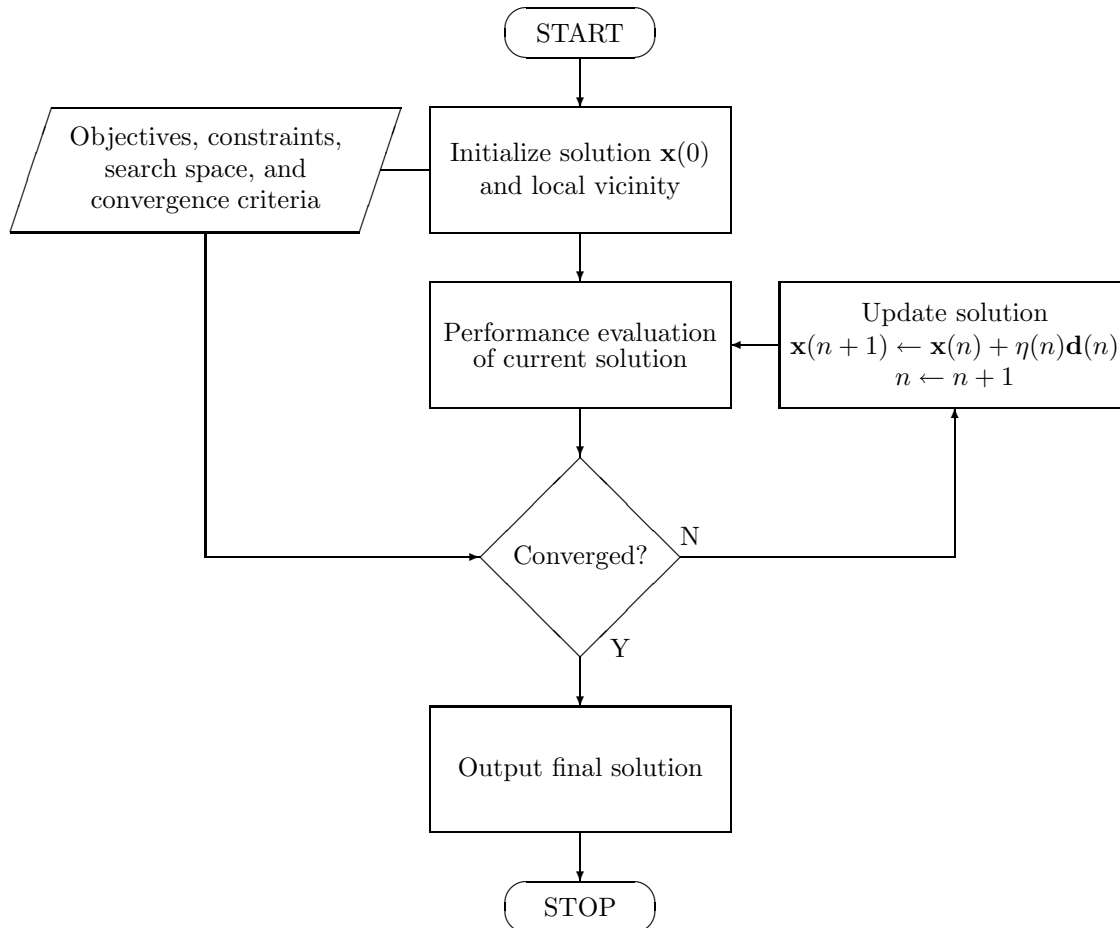 START
Objectives, constraints,
search space, and
convergence criteria
Initialize solution x(0)
and local vicinity
Performance evaluation
of current solution
Update solution
x(n + 1) ← x(n) + η(n)d(n)
n ← n + 1
Converged?
N
Y
Output final solution
STOP